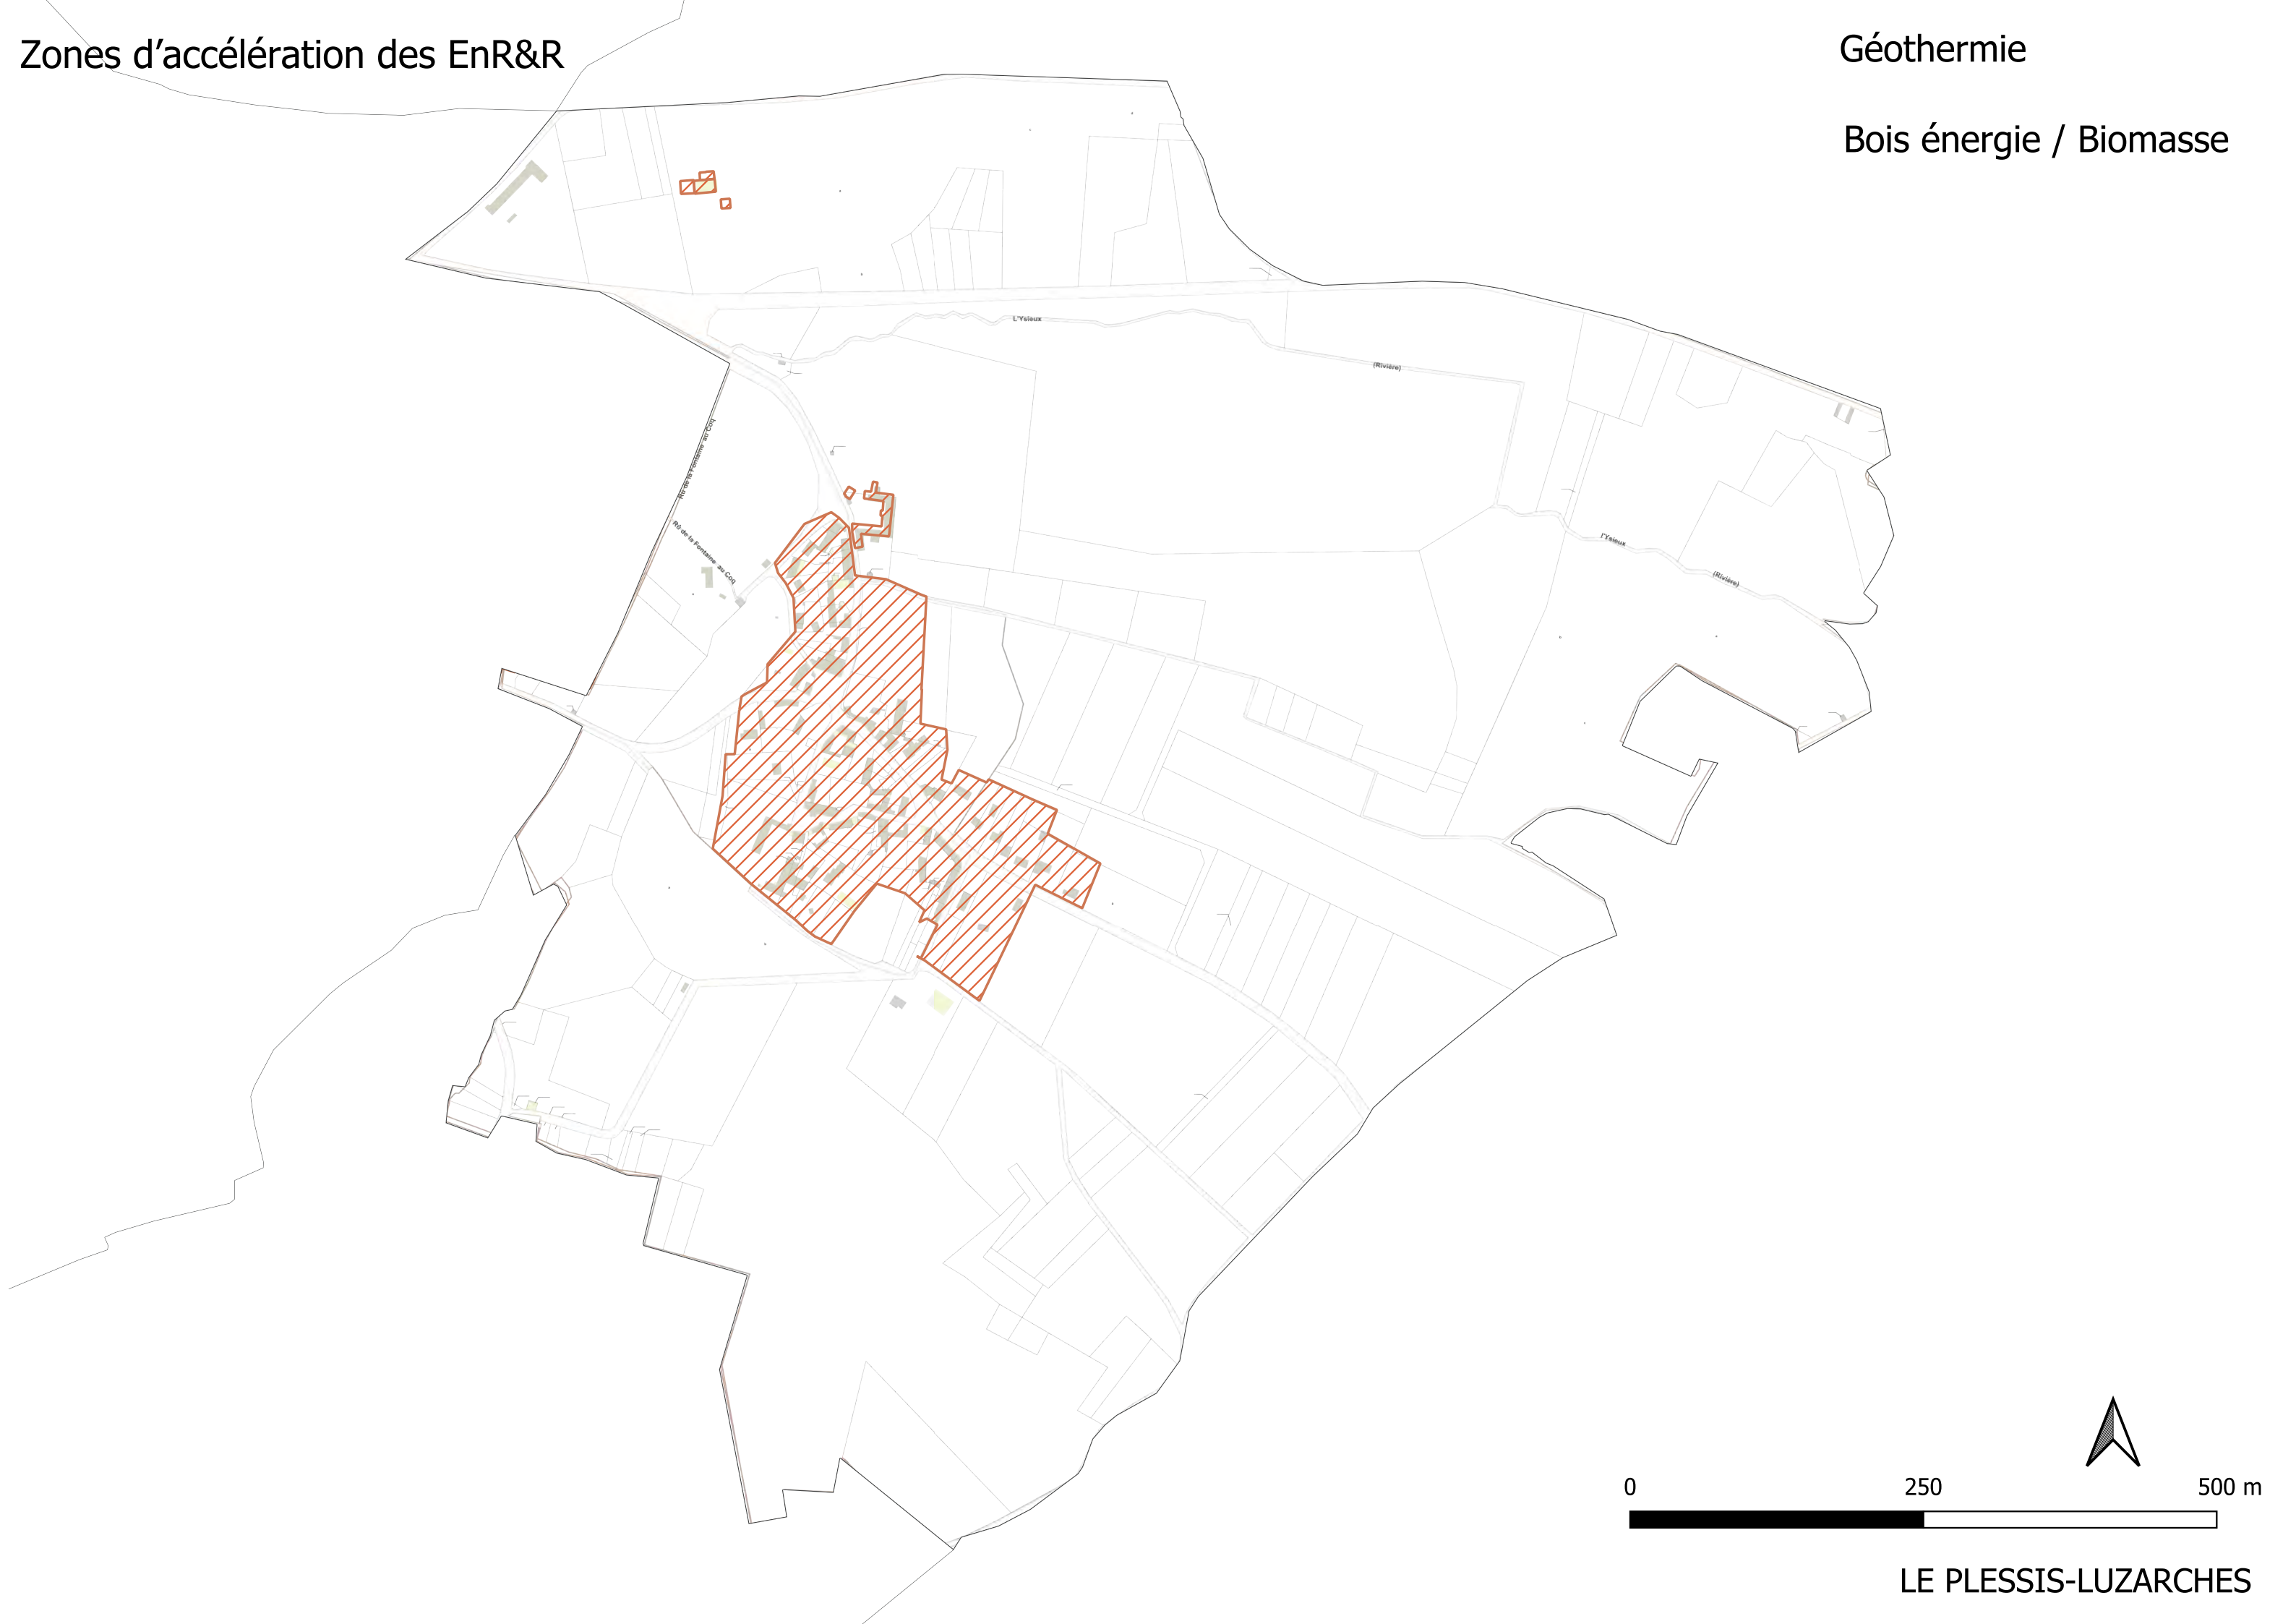 Zones d’accélération des EnR&R
Géothermie
Bois énergie / Biomasse
L'Ysieux
(Rivière)
Rû de la Fontaine au Coq
Rû de la Fontaine au Coq
l'Ysieux
(Rivière)
0 250 500 m
LE PLESSIS-LUZARCHES